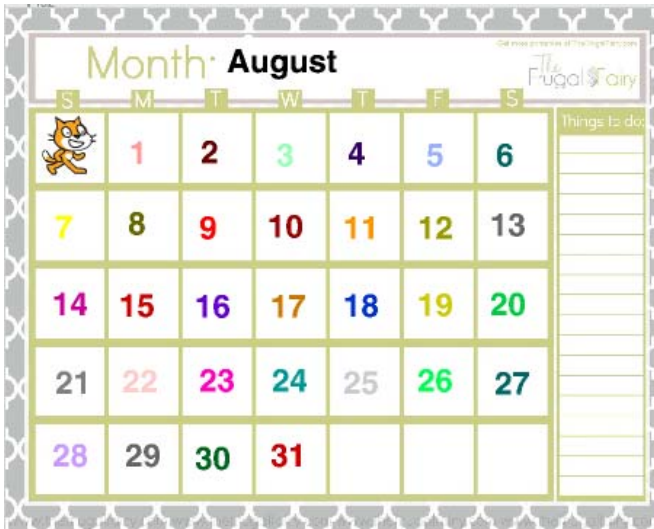 Month: August
The
Frugal Fairy
S M T W T F S
Things to do:
1 2 3 4 5 6
7 8 9 10 11 12 13
14 15 16 17 18 19 20
21 22 23 24 25 26 27
28 29 30 31